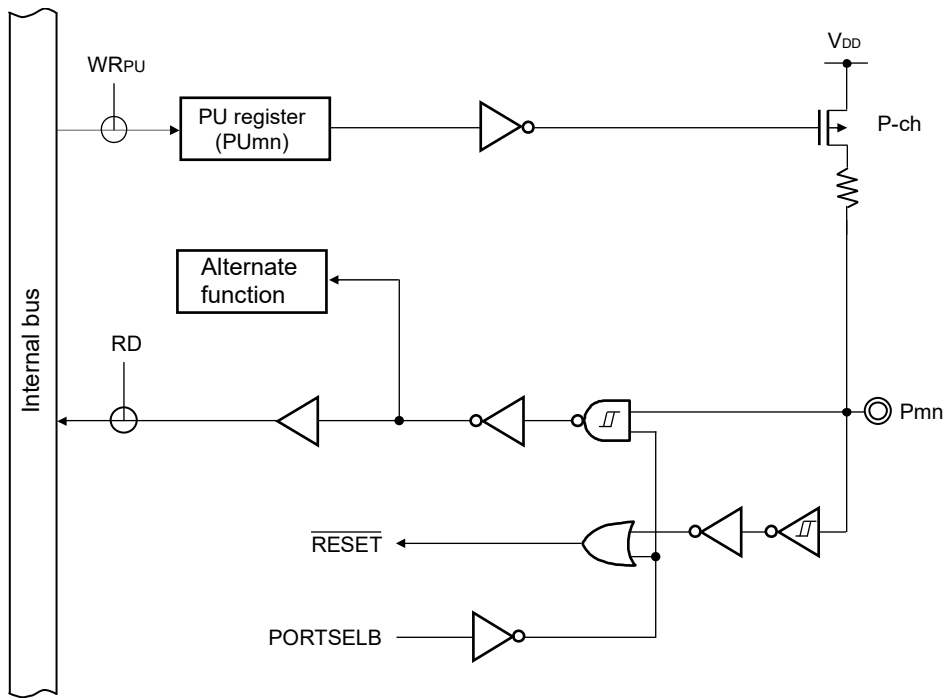 VDD
WRPU
PU register
(PUmn)
P-ch
Alternate
function
Internal bus
RD
Pmn
RESET
PORTSELB